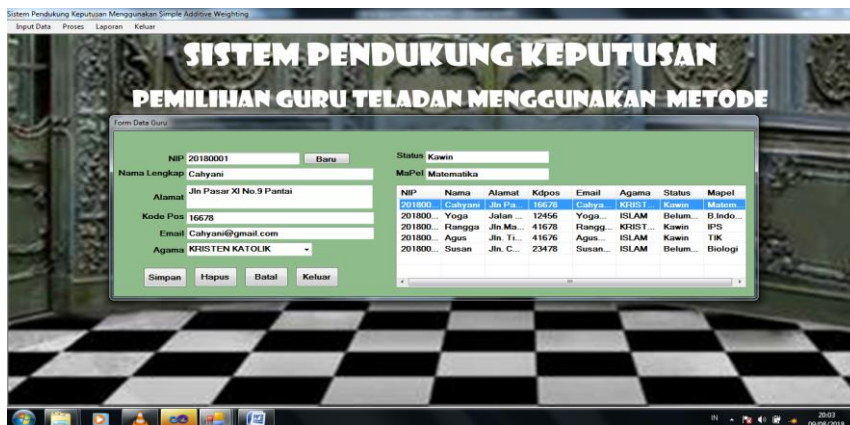 Sistem Pendukung Keputusan Menggunakan Simple Additive Weighting
Input Data Proses Laporan Keluar
SISTEM PENDUKUNG KEPUTUSAN
PEMILIHAN GURU TELADAN MENGGUNAKAN METODE
Form Data Guru
NIP 20180001 Baru
Nama Lengkap Cahyani
Alamat Jln Pasar XI No.9 Pantai
Kode Pos 16678
Email Cahyani@gmail.com
Agama KRISTEN KATOLIK
Simpan Hapus Batal Keluar
Status Kawin
MaPel Matematika
NIP Nama Alamat Kdpos Email Agama Status Mapel
201800... Cahyani Jln Pa... 16678 Cahya... KRIST... Kawin Matem...
201800... Yoga Jalan ... 12456 Yoga... ISLAM Belum... B.Indo...
201800... Rangga Jln.Ma... 41678 Rangg... KRIST... Kawin IPS
201800... Agus Jln. Ti... 41676 Agus... ISLAM Kawin TIK
201800... Susan Jln. C... 23478 Susan... ISLAM Belum... Biologi
IN 20:03
09/08/2018